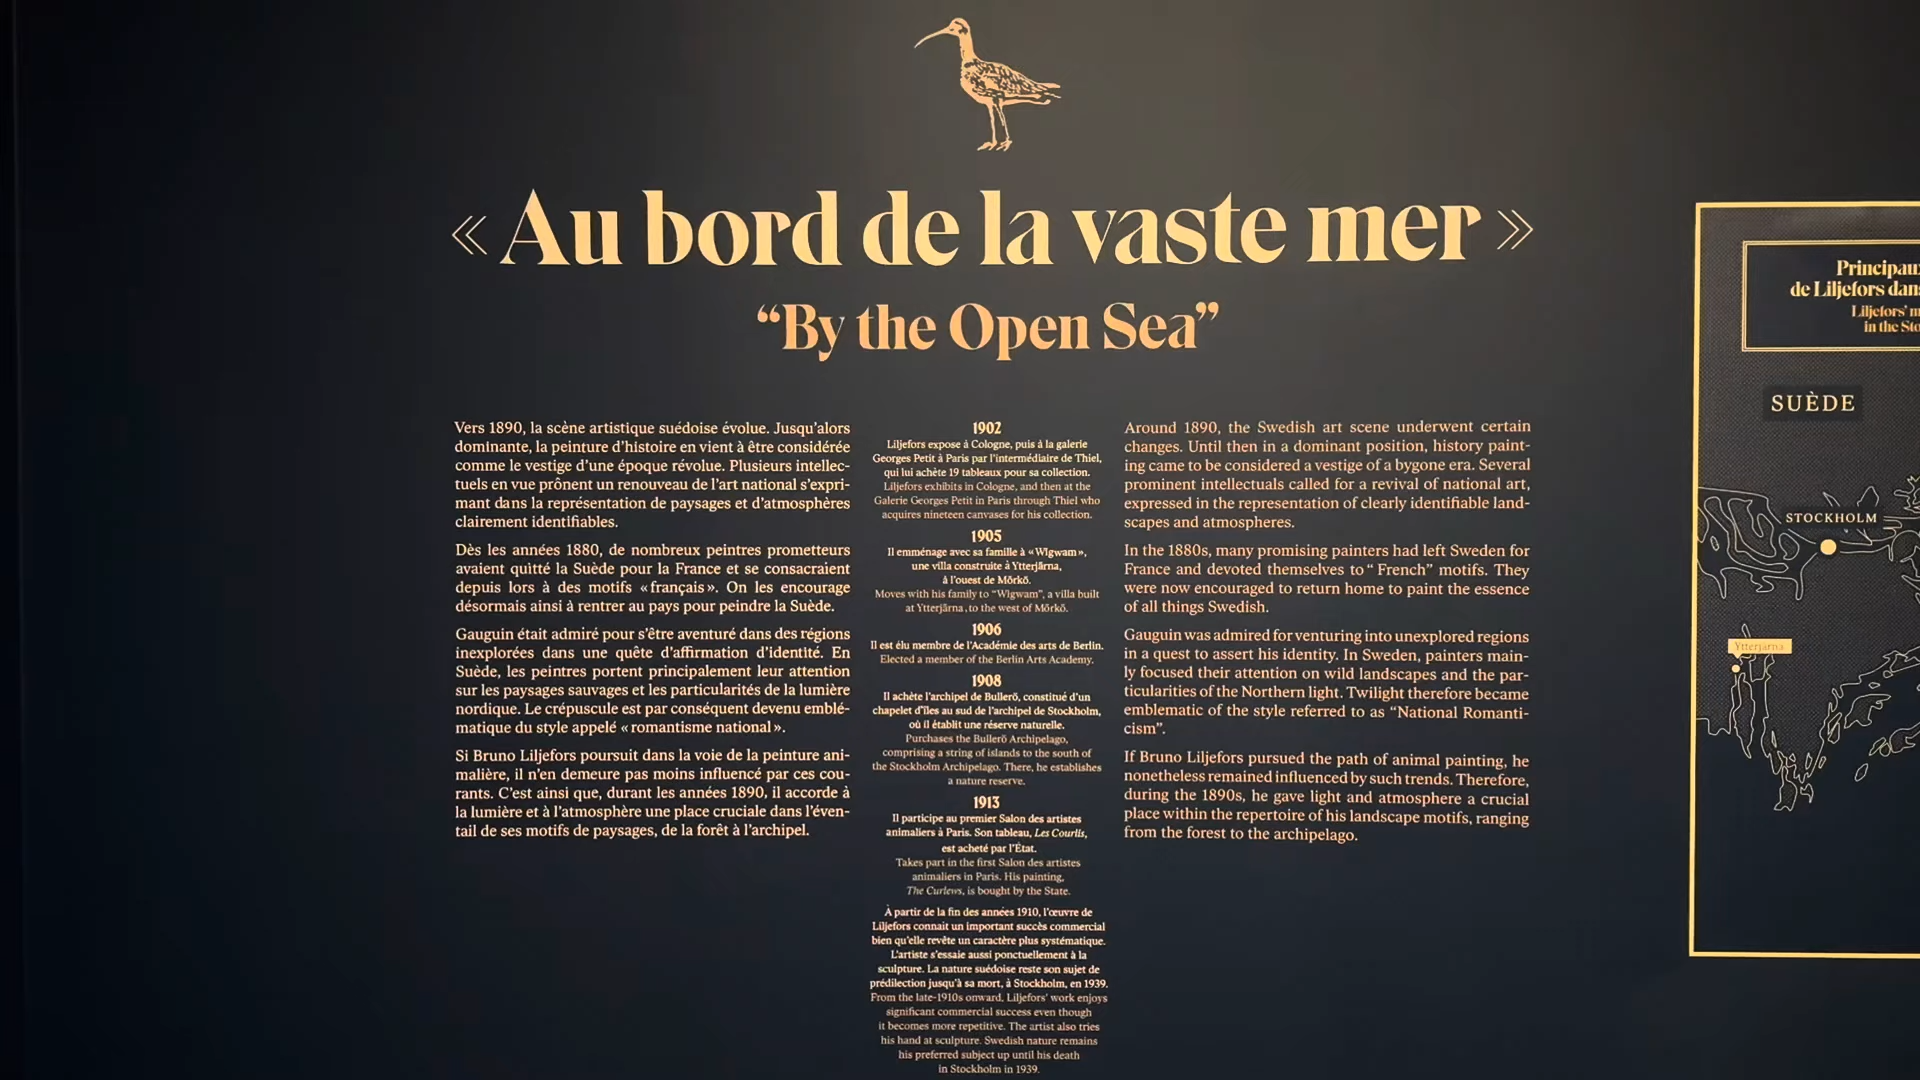 « Au bord de la vaste mer »
“By the Open Sea”
Vers 1890, la scène artistique suédoise évolue. Jusqu’alors
dominante, la peinture d’histoire en vient à être considérée
comme le vestige d’une époque révolue. Plusieurs intellec-
tuels en vue prônent un renouveau de l’art national s’expri-
mant dans la représentation de paysages et d’atmosphères
clairement identifiables.
Dès les années 1880, de nombreux peintres prometteurs
avaient quitté la Suède pour la France et se consacraient
depuis lors à des motifs « français ». On les encourage
désormais ainsi à rentrer au pays pour peindre la Suède.
Gauguin était admiré pour s’être aventuré dans des régions
inexplorées dans une quête d’affirmation d’identité. En
Suède, les peintres portent principalement leur attention
sur les paysages sauvages et les particularités de la lumière
nordique. Le crépuscule est par conséquent devenu emblé-
matique du style appelé « romantisme national ».
Si Bruno Liljefors poursuit dans la voie de la peinture ani-
malière, il n’en demeure pas moins influencé par ces cou-
rants. C’est ainsi que, durant les années 1890, il accorde à
la lumière et à l’atmosphère une place cruciale dans l’éven-
tail de ses motifs de paysages, de la forêt à l’archipel.
1902
Liljefors expose à Cologne, puis à la galerie
Georges Petit à Paris par l’intermédiaire de Thiel,
qui lui achète 19 tableaux pour sa collection.
Liljefors exhibits in Cologne, and then at the
Galerie Georges Petit in Paris through Thiel who
acquires nineteen canvases for his collection.
1905
Il emménage avec sa famille à « Wigwam »,
une villa construite à Ytterjärna,
à l’ouest de Mörkö.
Moves with his family to “Wigwam”, a villa built
at Ytterjärna, to the west of Mörkö.
1906
Il est élu membre de l’Académie des arts de Berlin.
Elected a member of the Berlin Arts Academy.
1908
Il achète l’archipel de Bullerö, constitué d’un
chapelet d’îles au sud de l’archipel de Stockholm,
où il établit une réserve naturelle.
Purchases the Bullerö Archipelago,
comprising a string of islands to the south of
the Stockholm Archipelago. There, he establishes
a nature reserve.
1913
Il participe au premier Salon des artistes
animaliers à Paris. Son tableau, Les Courlis,
est acheté par l’État.
Takes part in the first Salon des artistes
animaliers in Paris. His painting,
The Curlews, is bought by the State.
À partir de la fin des années 1910, l’œuvre de
Liljefors connait un important succès commercial
bien qu’elle revête un caractère plus systématique.
L’artiste s’essaie aussi ponctuellement à la
sculpture. La nature suédoise reste son sujet de
prédilection jusqu’à sa mort, à Stockholm, en 1939.
From the late-1910s onward, Liljefors’ work enjoys
significant commercial success even though
it becomes more repetitive. The artist also tries
his hand at sculpture. Swedish nature remains
his preferred subject up until his death
in Stockholm in 1939.
Around 1890, the Swedish art scene underwent certain
changes. Until then in a dominant position, history paint-
ing came to be considered a vestige of a bygone era. Several
prominent intellectuals called for a revival of national art,
expressed in the representation of clearly identifiable land-
scapes and atmospheres.
In the 1880s, many promising painters had left Sweden for
France and devoted themselves to “ French” motifs. They
were now encouraged to return home to paint the essence
of all things Swedish.
Gauguin was admired for venturing into unexplored regions
in a quest to assert his identity. In Sweden, painters main-
ly focused their attention on wild landscapes and the par-
ticularities of the Northern light. Twilight therefore became
emblematic of the style referred to as “National Romanti-
cism”.
If Bruno Liljefors pursued the path of animal painting, he
nonetheless remained influenced by such trends. Therefore,
during the 1890s, he gave light and atmosphere a crucial
place within the repertoire of his landscape motifs, ranging
from the forest to the archipelago.
Principaux
de Liljefors dans
Liljefors’ m
in the Sto
SUÈDE
STOCKHOLM
Ytterjärna